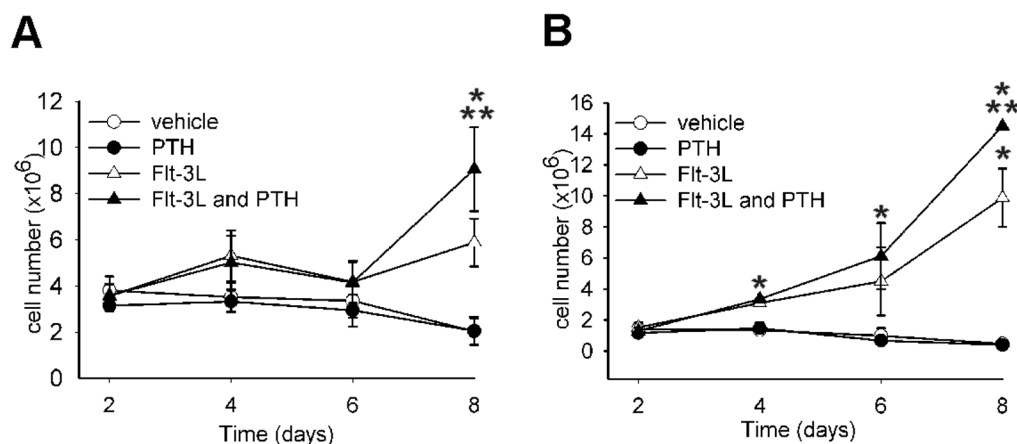 A
cell number (x10⁶)
12
10
8
6
4
2
0
vehicle
PTH
Flt-3L
Flt-3L and PTH
*
**
2 4 6 8
Time (days)
B
cell number (x10⁶)
16
14
12
10
8
6
4
2
0
vehicle
PTH
Flt-3L
Flt-3L and PTH
*
**
*
*
*
2 4 6 8
Time (days)